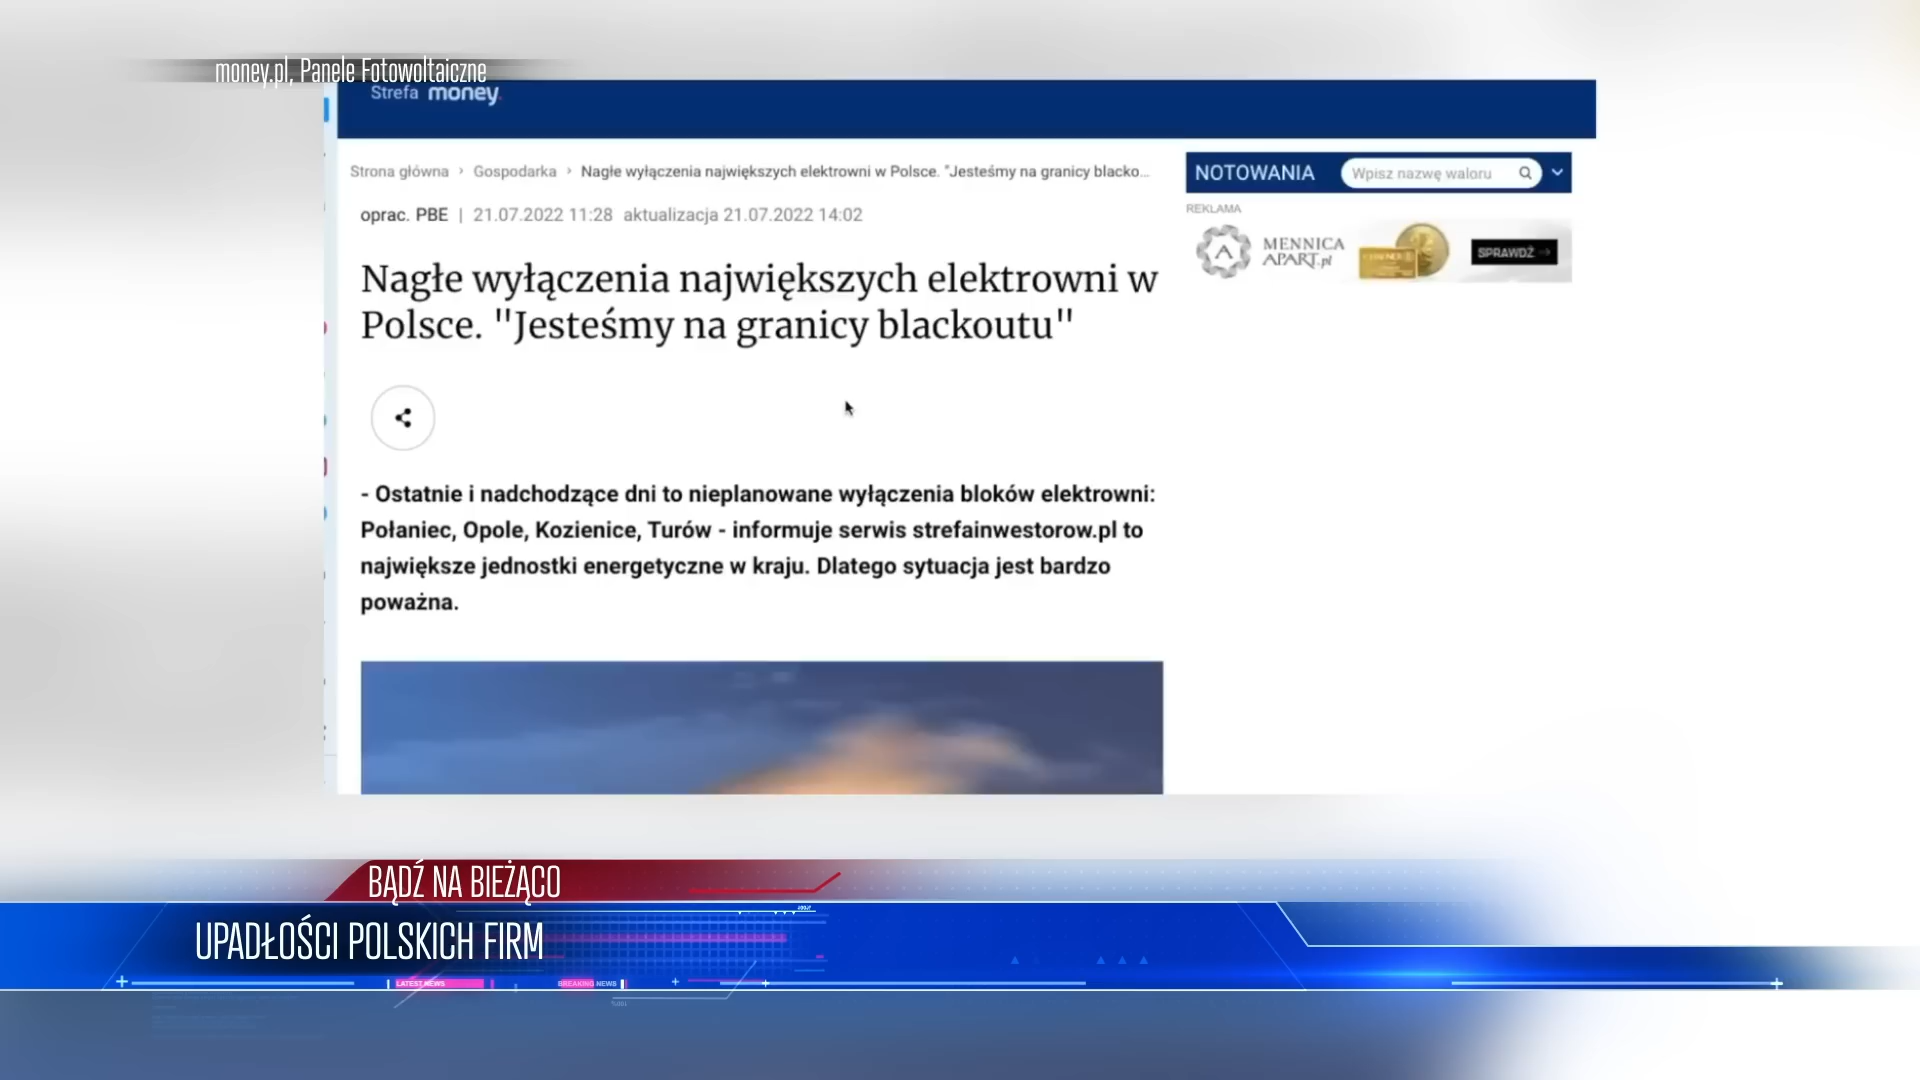 money.pl, Panele Fotowoltaiczne
Strefa money.
Strona główna › Gospodarka › Nagłe wyłączenia największych elektrowni w Polsce. "Jesteśmy na granicy blacko...
oprac. PBE | 21.07.2022 11:28 aktualizacja 21.07.2022 14:02
Nagłe wyłączenia największych elektrowni w
Polsce. "Jesteśmy na granicy blackoutu"
- Ostatnie i nadchodzące dni to nieplanowane wyłączenia bloków elektrowni:
Połaniec, Opole, Kozienice, Turów - informuje serwis strefainwestorow.pl to
największe jednostki energetyczne w kraju. Dlatego sytuacja jest bardzo
poważna.
NOTOWANIA
Wpisz nazwę waloru
REKLAMA
MENNICA
APART.pl
SPRAWDŹ →
BĄDŹ NA BIEŻĄCO
UPADŁOŚCI POLSKICH FIRM
LATEST NEWS
BREAKING NEWS